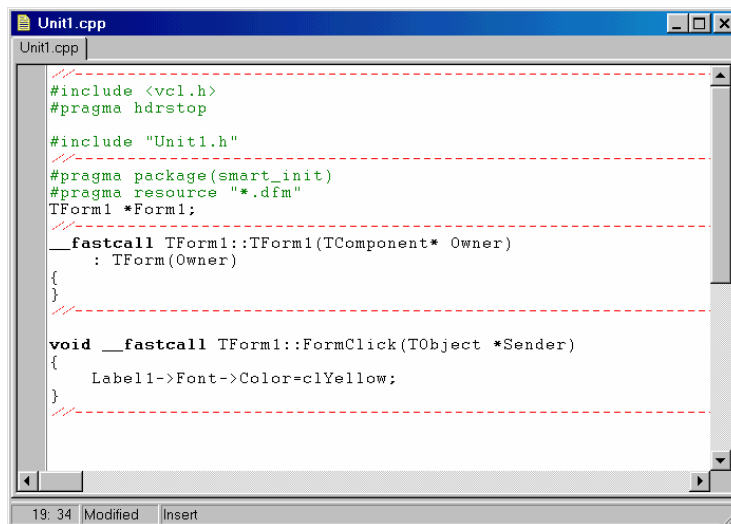 Unit1.cpp
Unit1.cpp
//---------------------------------------------------------------------------
#include <vcl.h>
#pragma hdrstop
#include "Unit1.h"
//---------------------------------------------------------------------------
#pragma package(smart_init)
#pragma resource "*.dfm"
TForm1 *Form1;
//---------------------------------------------------------------------------
__fastcall TForm1::TForm1(TComponent* Owner)
    : TForm(Owner)
{
}
//---------------------------------------------------------------------------
void __fastcall TForm1::FormClick(TObject *Sender)
{
    Label1->Font->Color=clYellow;
}
//---------------------------------------------------------------------------
19: 34 Modified Insert